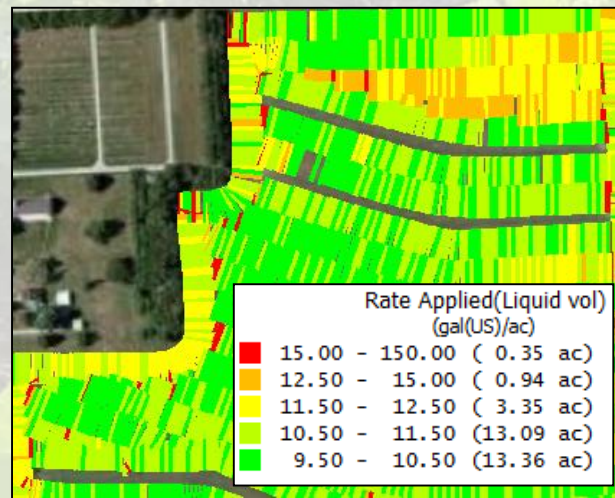 Rate Applied(Liquid vol)
(gal(US)/ac)
15.00 - 150.00 ( 0.35 ac)
12.50 - 15.00 ( 0.94 ac)
11.50 - 12.50 ( 3.35 ac)
10.50 - 11.50 (13.09 ac)
9.50 - 10.50 (13.36 ac)